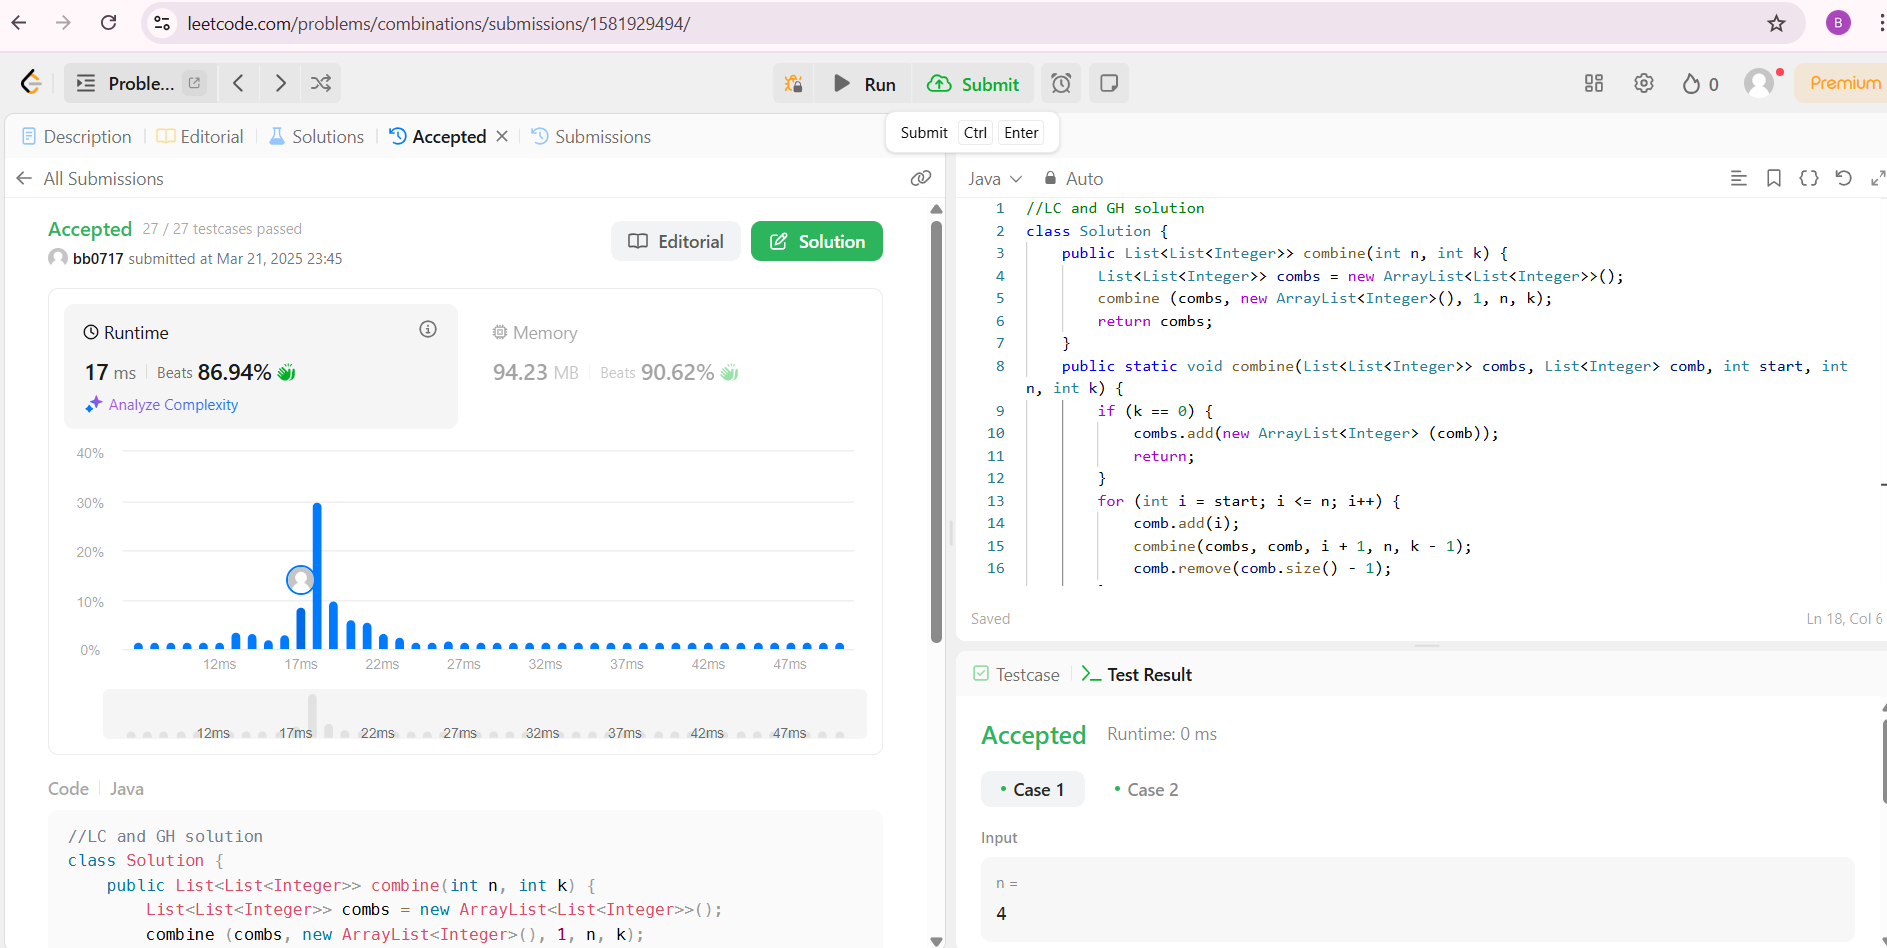 leetcode.com/problems/combinations/submissions/1581929494/
B
Proble...
Run
Submit
0
Premium
Description
Editorial
Solutions
Accepted
Submissions
Submit Ctrl Enter
All Submissions
Accepted 27 / 27 testcases passed
bb0717 submitted at Mar 21, 2025 23:45
Editorial
Solution
Runtime
17 ms Beats 86.94%
Analyze Complexity
Memory
94.23 MB Beats 90.62%
40%
30%
20%
10%
0%
12ms 17ms 22ms 27ms 32ms 37ms 42ms 47ms
12ms 17ms 22ms 27ms 32ms 37ms 42ms 47ms
Code Java
//LC and GH solution
class Solution {
    public List<List<Integer>> combine(int n, int k) {
        List<List<Integer>> combs = new ArrayList<List<Integer>>();
        combine (combs, new ArrayList<Integer>(), 1, n, k);
Java Auto
1 //LC and GH solution
2 class Solution {
3     public List<List<Integer>> combine(int n, int k) {
4         List<List<Integer>> combs = new ArrayList<List<Integer>>();
5         combine (combs, new ArrayList<Integer>(), 1, n, k);
6         return combs;
7     }
8     public static void combine(List<List<Integer>> combs, List<Integer> comb, int start, int
n, int k) {
9         if (k == 0) {
10             combs.add(new ArrayList<Integer> (comb));
11             return;
12         }
13         for (int i = start; i <= n; i++) {
14             comb.add(i);
15             combine(combs, comb, i + 1, n, k - 1);
16             comb.remove(comb.size() - 1);
Saved
Ln 18, Col 6
Testcase
Test Result
Accepted Runtime: 0 ms
Case 1
Case 2
Input
n =
4